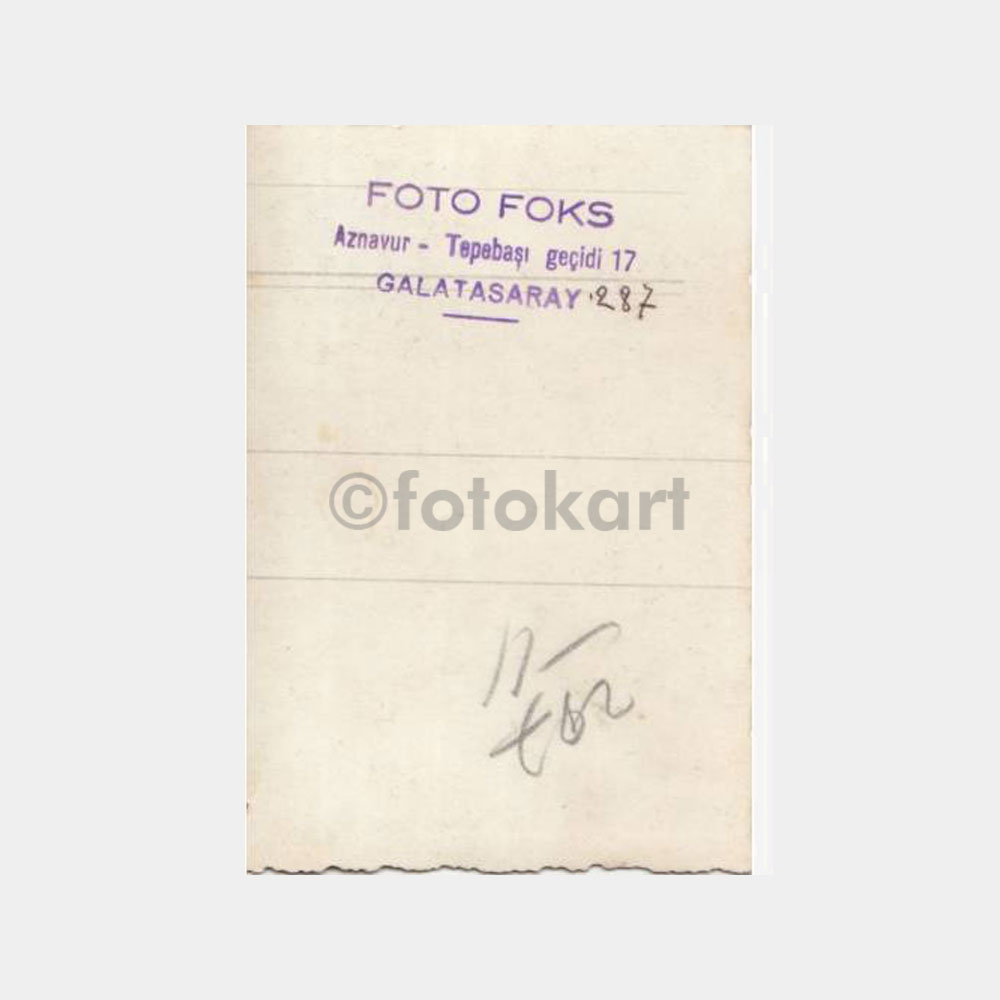 FOTO FOKS
Aznavur - Tepebaşı geçidi 17
GALATASARAY 287
©fotokart